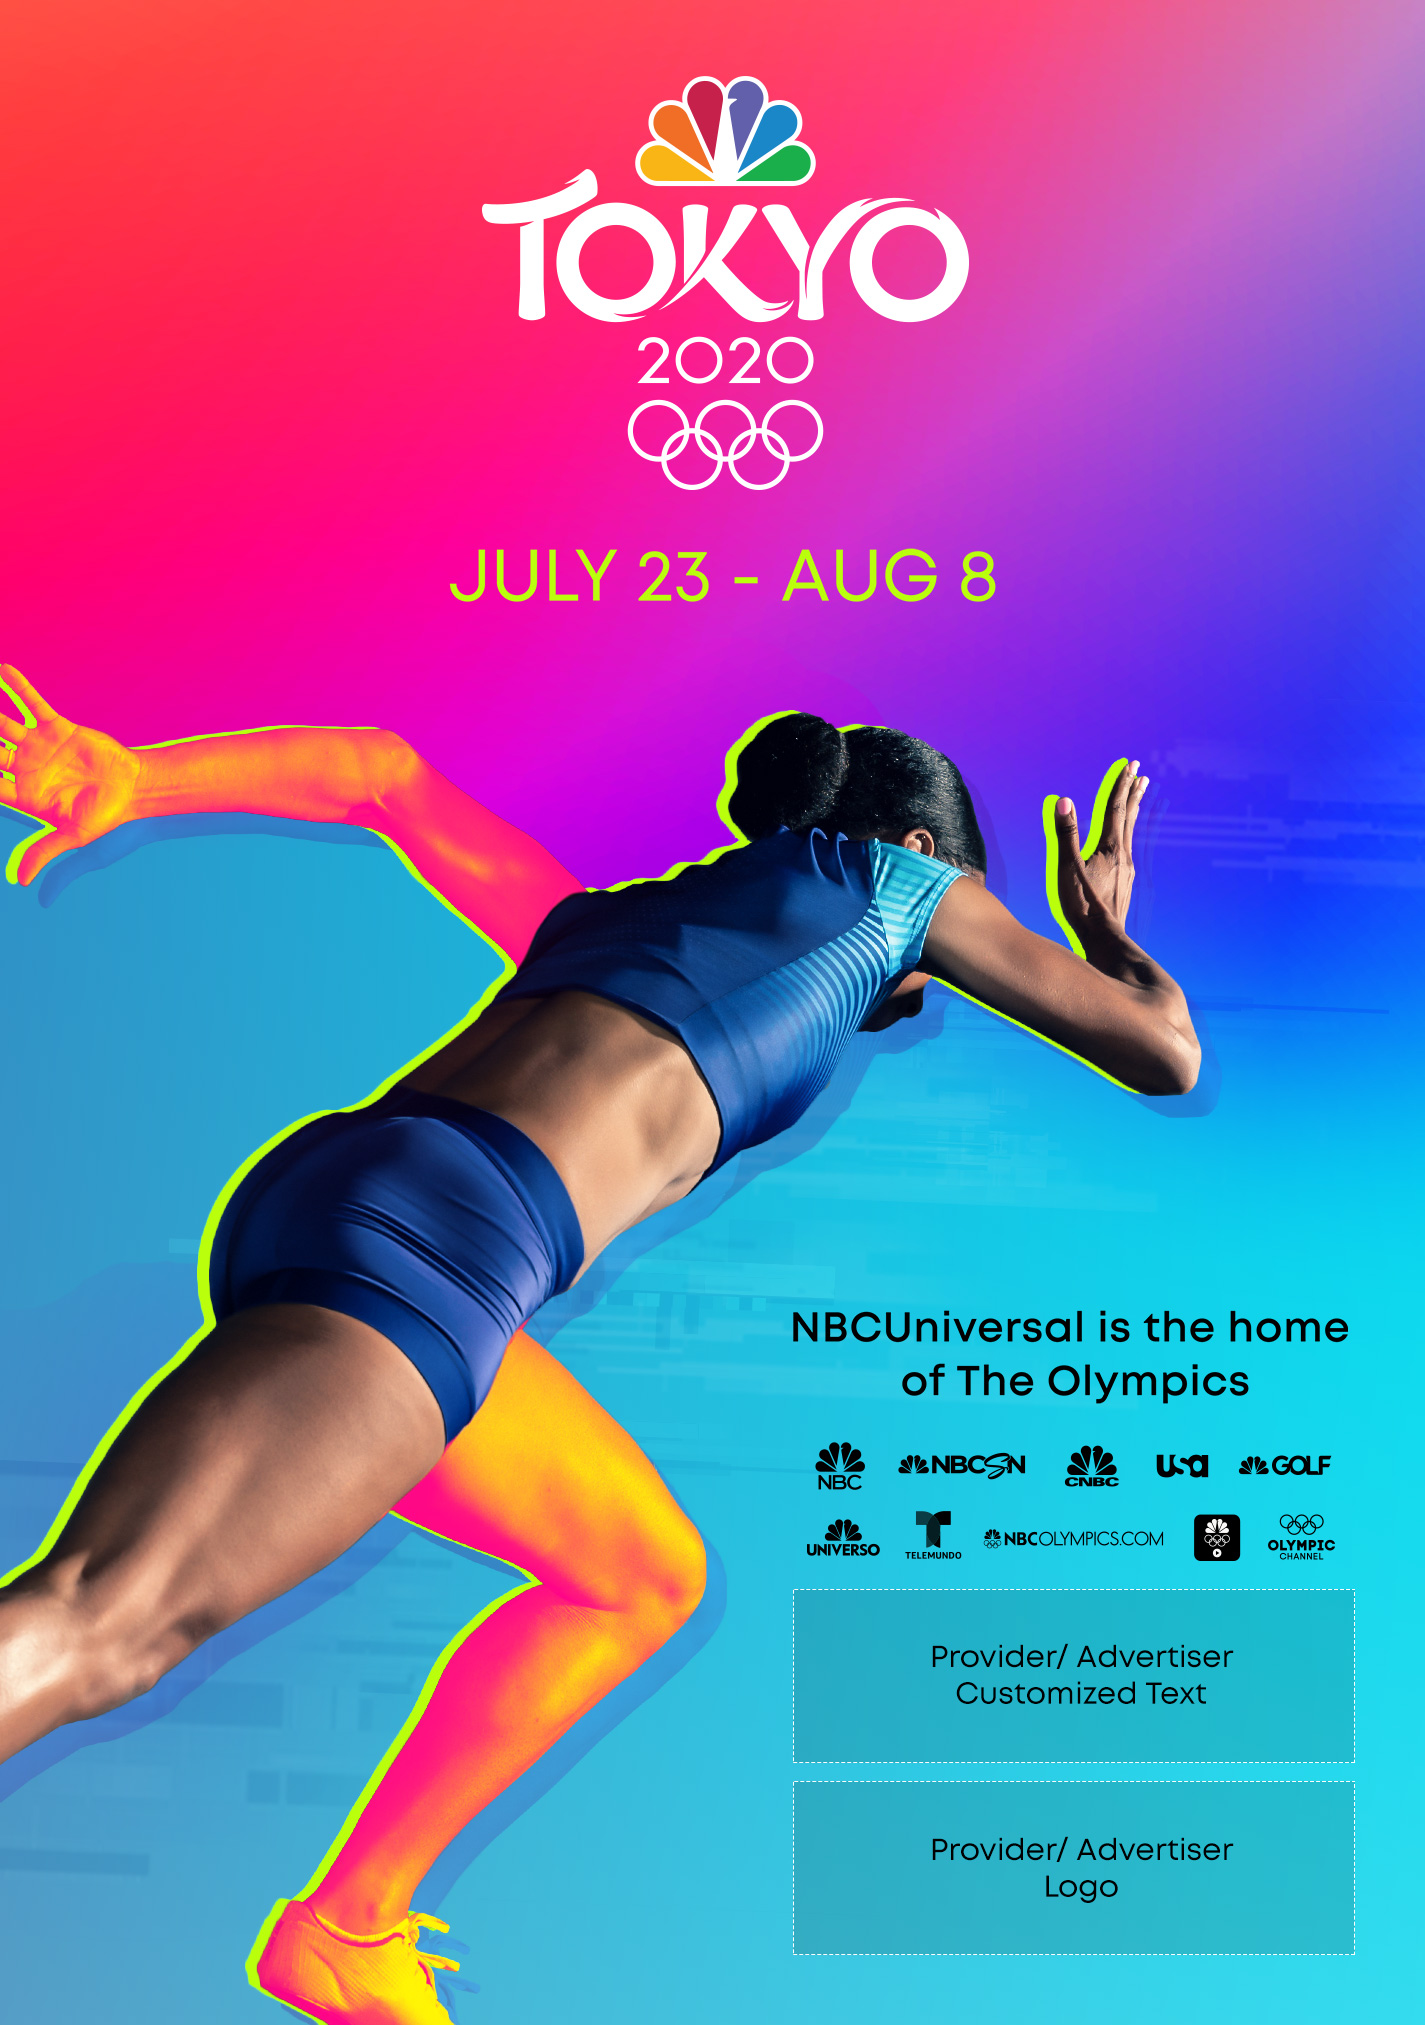 TOKYO
2020
JULY 23 - AUG 8
NBCUniversal is the home
of The Olympics
NBC NBCSN CNBC USA GOLF
UNIVERSO TELEMUNDO NBCOLYMPICS.COM OLYMPIC
CHANNEL
Provider/ Advertiser
Customized Text
Provider/ Advertiser
Logo